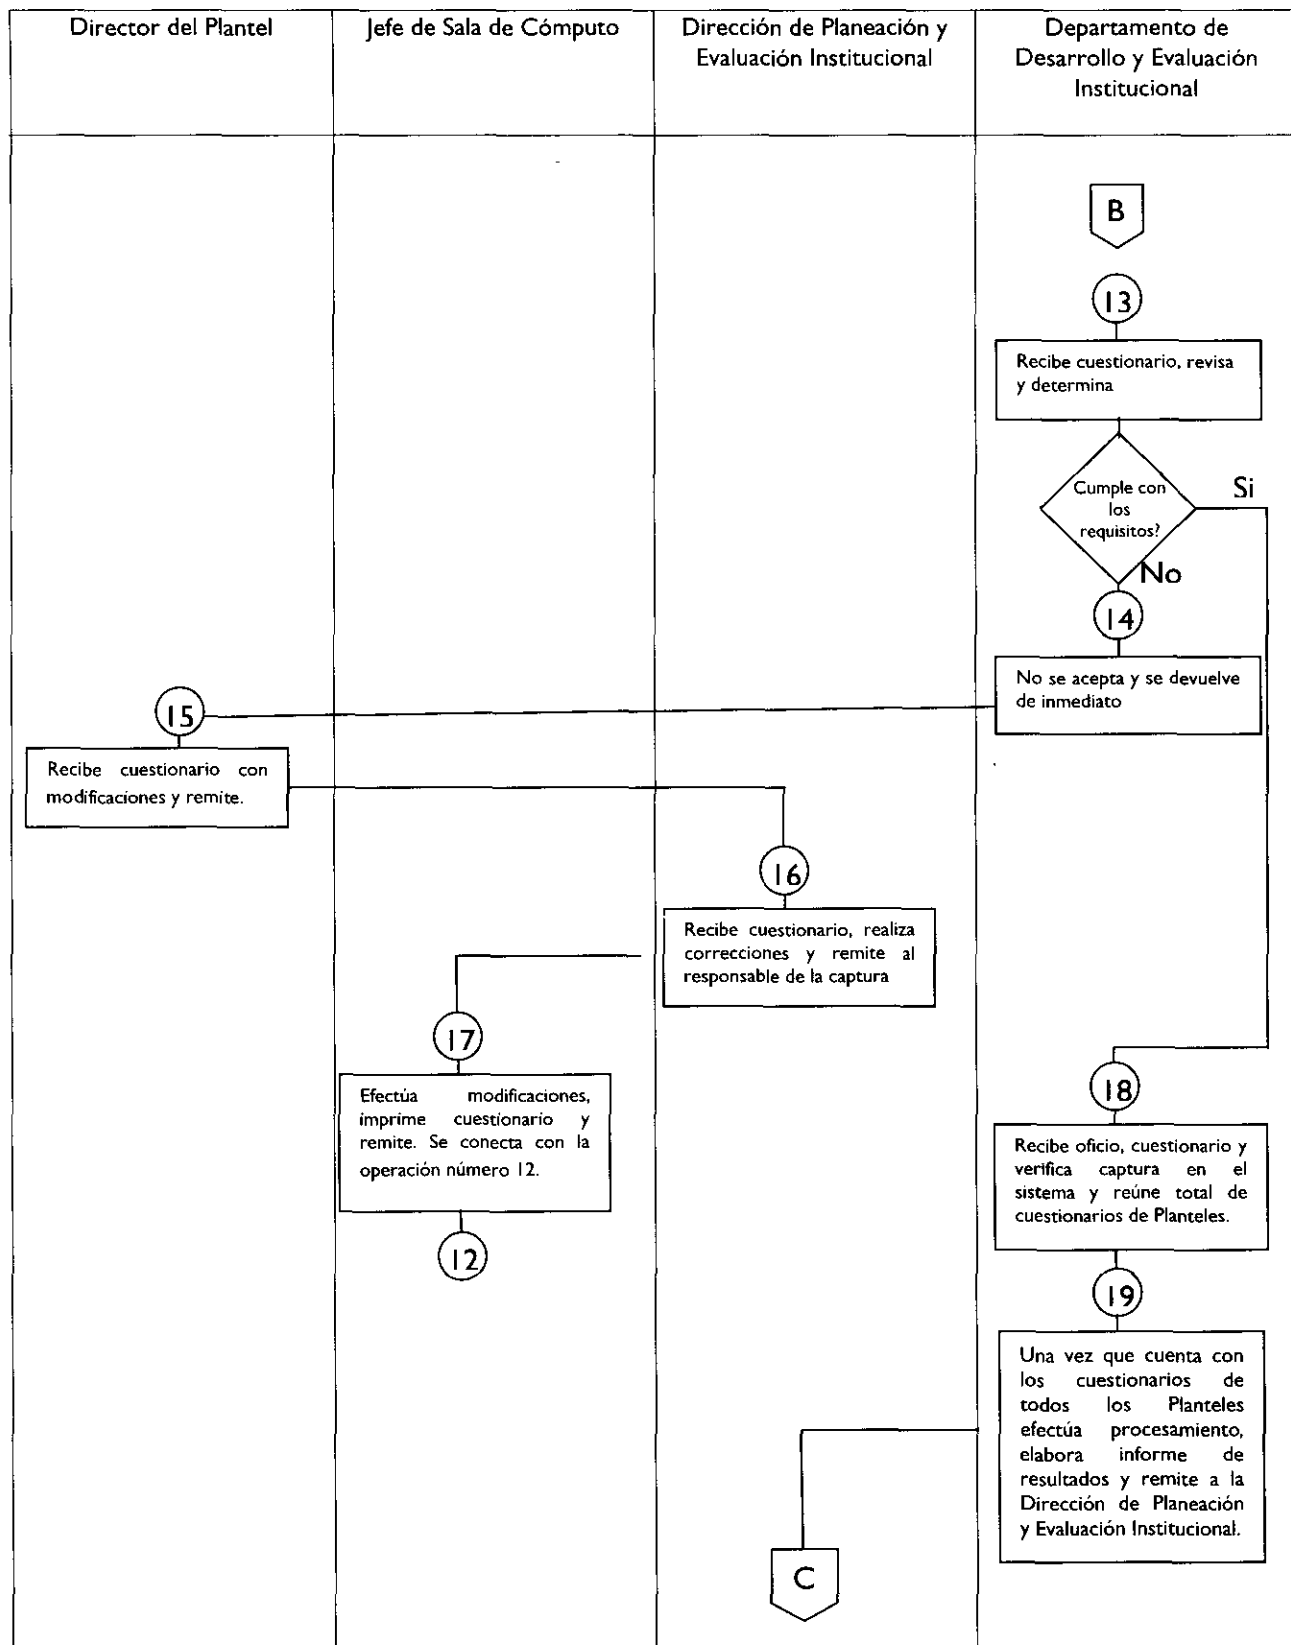 Director del Plantel
Jefe de Sala de Cómputo
Dirección de Planeación y
Evaluación Institucional
Departamento de
Desarrollo y Evaluación
Institucional
B
13
Recibe cuestionario, revisa
y determina
Cumple con
los
requisitos?
Si
No
14
No se acepta y se devuelve
de inmediato
15
Recibe cuestionario con
modificaciones y remite.
16
Recibe cuestionario, realiza
correcciones y remite al
responsable de la captura
17
Efectúa modificaciones,
imprime cuestionario y
remite. Se conecta con la
operación número 12.
12
18
Recibe oficio, cuestionario y
verifica captura en el
sistema y reúne total de
cuestionarios de Planteles.
19
Una vez que cuenta con
los cuestionarios de
todos los Planteles
efectúa procesamiento,
elabora informe de
resultados y remite a la
Dirección de Planeación
y Evaluación Institucional.
C